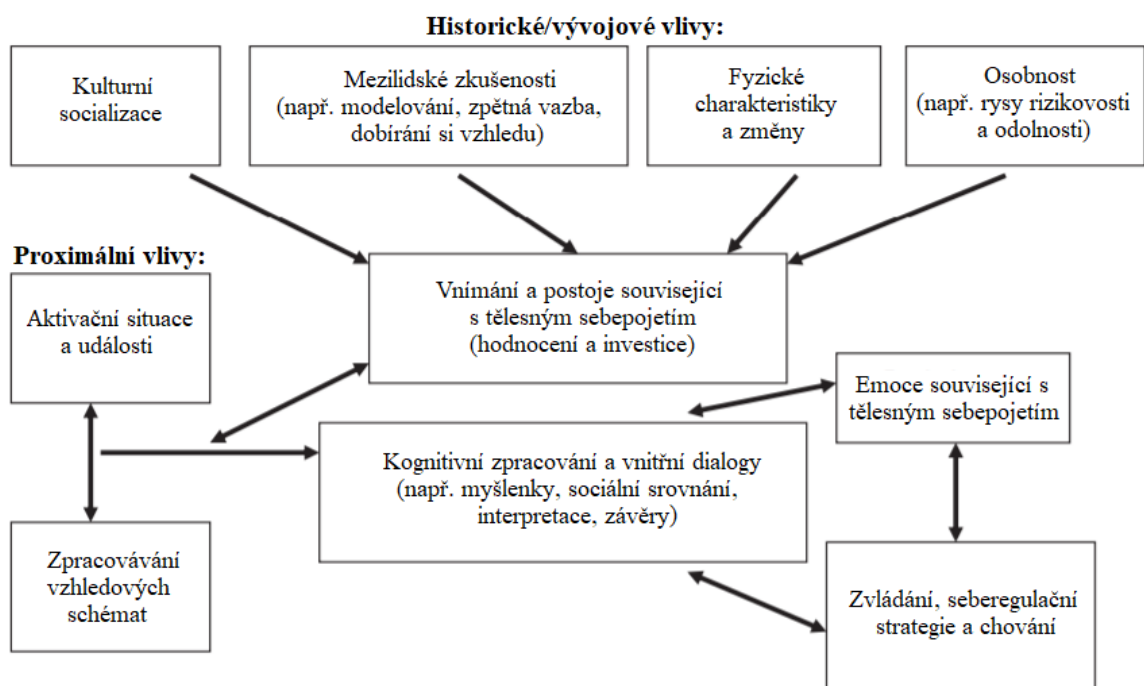 Historické/vývojové vlivy:
Kulturní
socializace
Mezilidské zkušenosti
(např. modelování, zpětná vazba,
dobírání si vzhledu)
Fyzické
charakteristiky
a změny
Osobnost
(např. rysy rizikovosti
a odolnosti)
Proximální vlivy:
Aktivační situace
a události
Vnímání a postoje související
s tělesným sebepojetím
(hodnocení a investice)
Emoce související s
tělesným sebepojetím
Kognitivní zpracování a vnitřní dialogy
(např. myšlenky, sociální srovnání,
interpretace, závěry)
Zpracovávání
vzhledových
schémat
Zvládání, seberegulační
strategie a chování